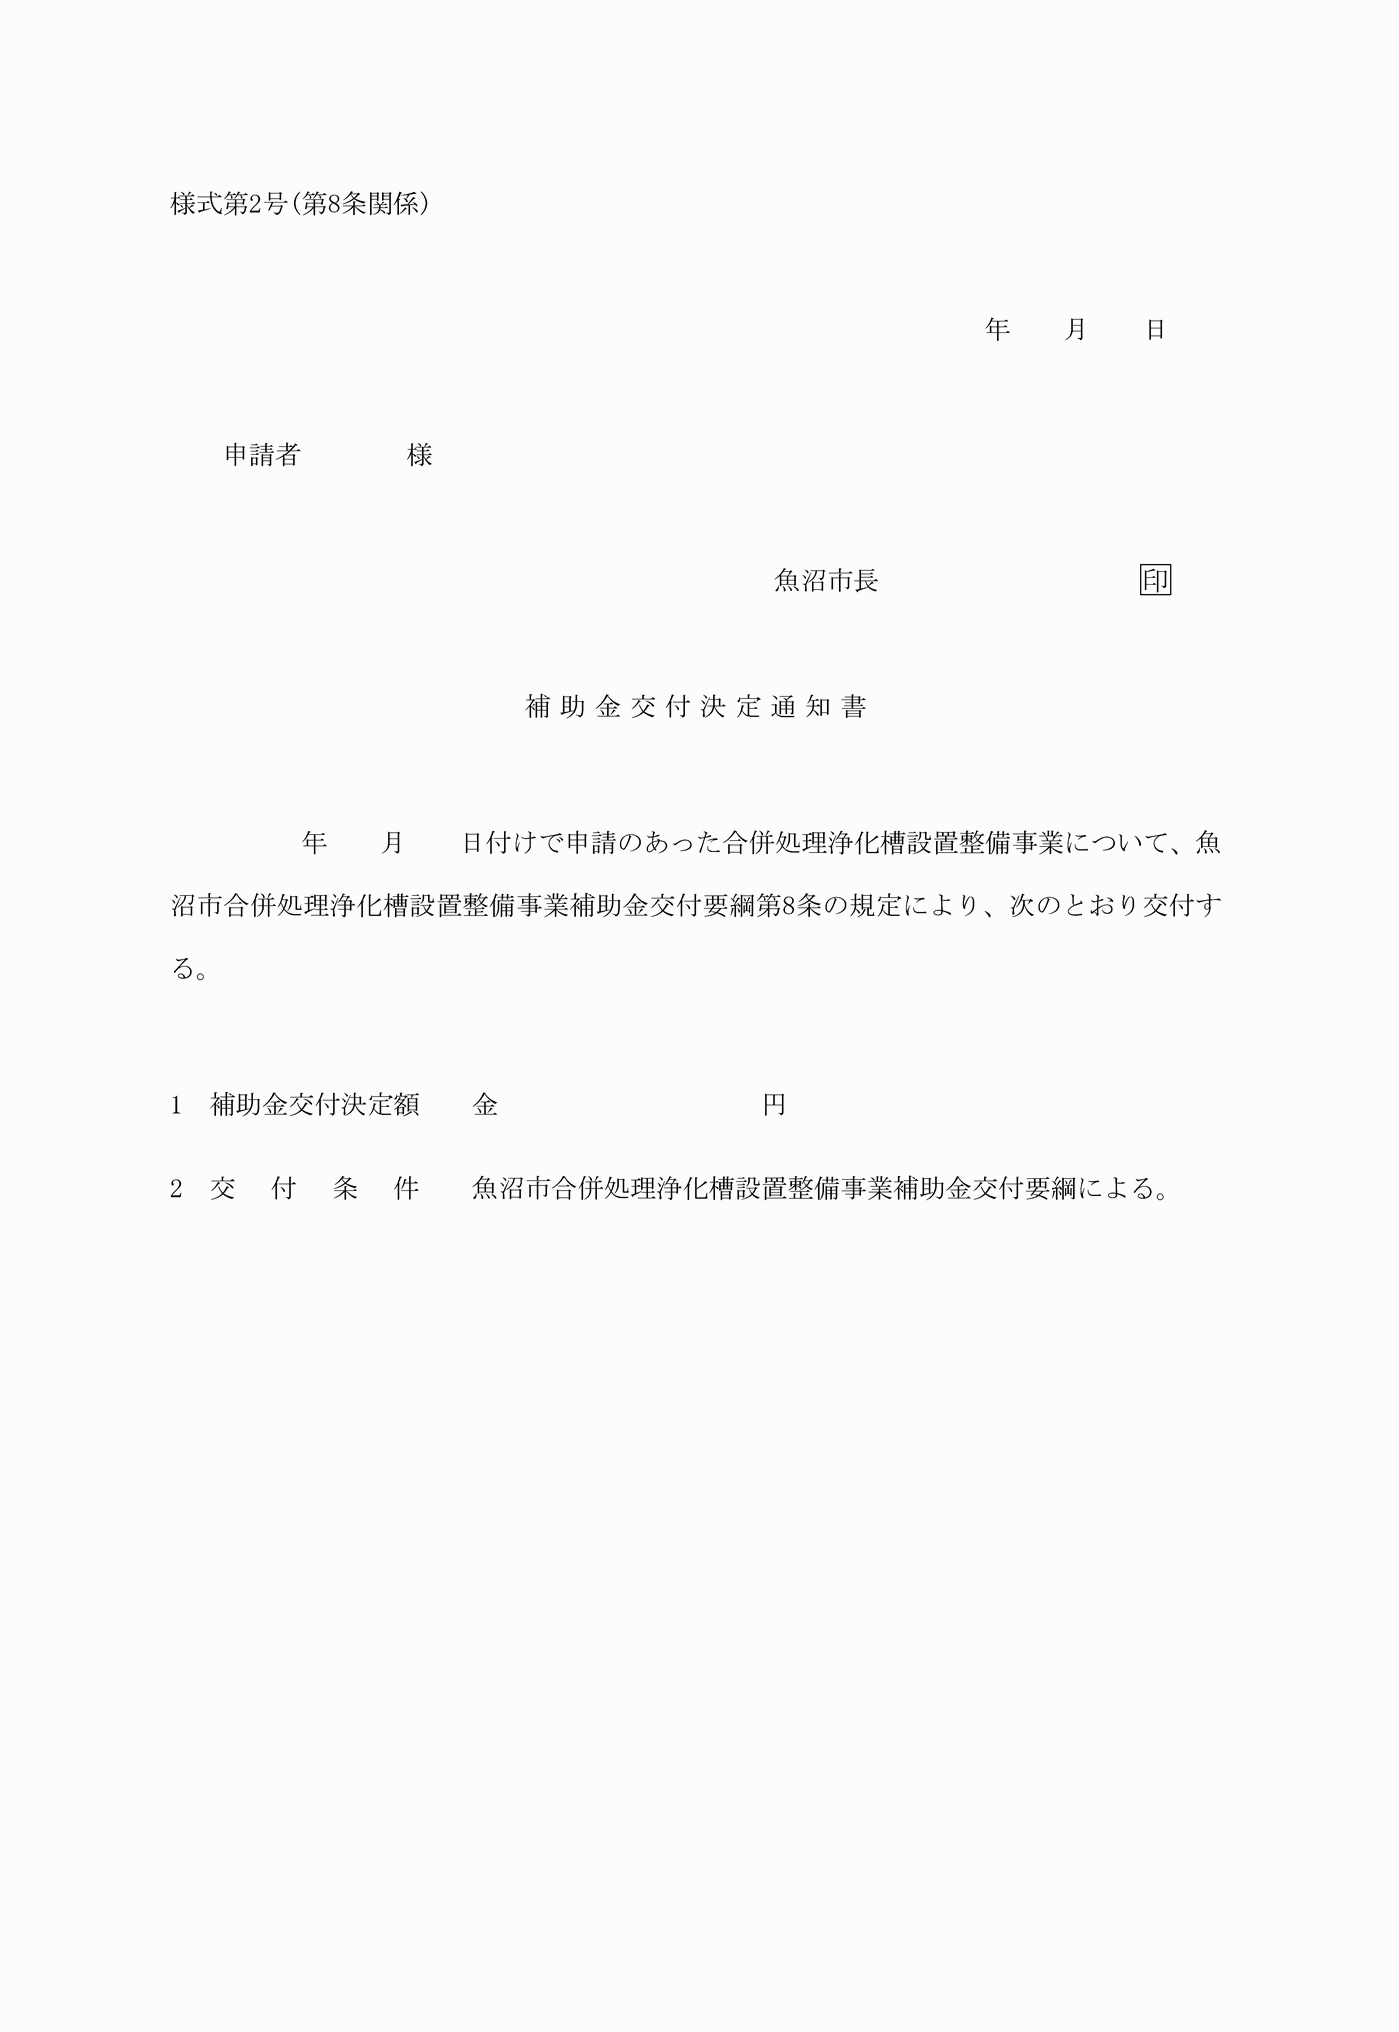 様式第2号(第8条関係)
年　　月　　日
申請者　　　　様
魚沼市長　　　　　　　　　　印
補助金交付決定通知書
年　　月　　日付けで申請のあった合併処理浄化槽設置整備事業について、魚
沼市合併処理浄化槽設置整備事業補助金交付要綱第8条の規定により、次のとおり交付す
る。
1　補助金交付決定額　　金　　　　　　　　　　円
2　交　付　条　件　　魚沼市合併処理浄化槽設置整備事業補助金交付要綱による。